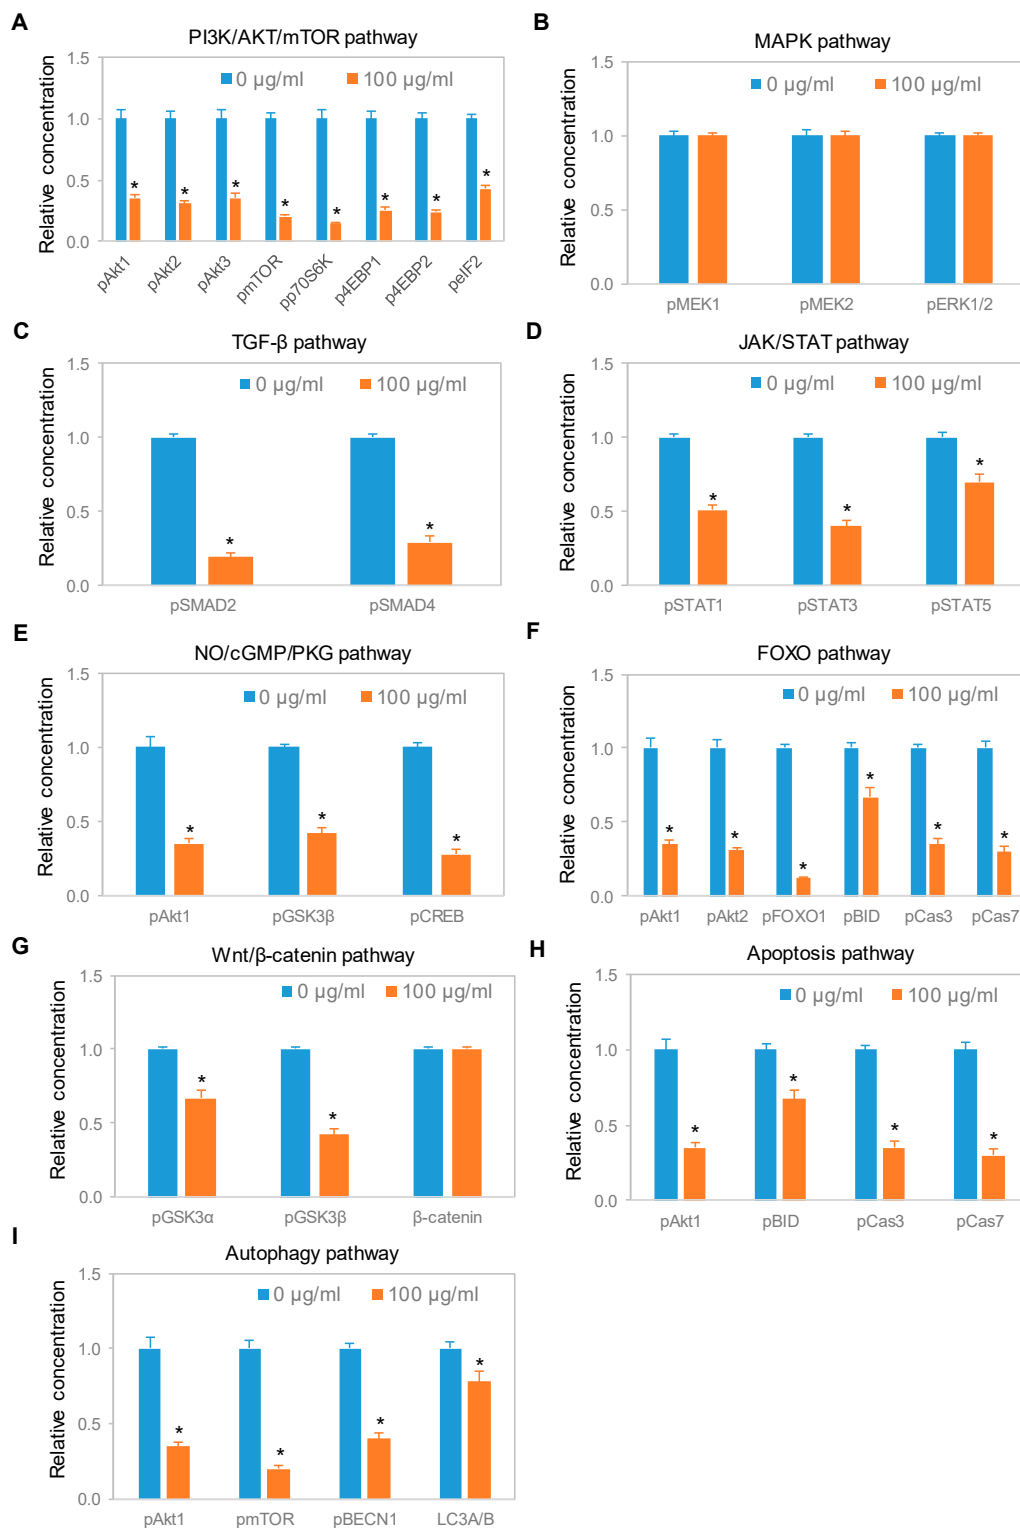 A
PI3K/AKT/mTOR pathway
Relative concentration
1.5
1.0
0.5
0.0
0 µg/ml 100 µg/ml
* * * * * * * *
pAkt1 pAkt2 pAkt3 pmTOR pp70S6K p4EBP1 p4EBP2 peIF2
B
MAPK pathway
Relative concentration
1.5
1.0
0.5
0.0
0 µg/ml 100 µg/ml
pMEK1 pMEK2 pERK1/2
C
TGF-β pathway
Relative concentration
1.5
1.0
0.5
0.0
0 µg/ml 100 µg/ml
* *
pSMAD2 pSMAD4
D
JAK/STAT pathway
Relative concentration
1.5
1.0
0.5
0.0
0 µg/ml 100 µg/ml
* * *
pSTAT1 pSTAT3 pSTAT5
E
NO/cGMP/PKG pathway
Relative concentration
1.5
1.0
0.5
0.0
0 µg/ml 100 µg/ml
* * *
pAkt1 pGSK3β pCREB
F
FOXO pathway
Relative concentration
1.5
1.0
0.5
0.0
0 µg/ml 100 µg/ml
* * * * * *
pAkt1 pAkt2 pFOXO1 pBID pCas3 pCas7
G
Wnt/β-catenin pathway
Relative concentration
1.5
1.0
0.5
0.0
0 µg/ml 100 µg/ml
* *
pGSK3α pGSK3β β-catenin
H
Apoptosis pathway
Relative concentration
1.5
1.0
0.5
0.0
0 µg/ml 100 µg/ml
* * * *
pAkt1 pBID pCas3 pCas7
I
Autophagy pathway
Relative concentration
1.5
1.0
0.5
0.0
0 µg/ml 100 µg/ml
* * * *
pAkt1 pmTOR pBECN1 LC3A/B